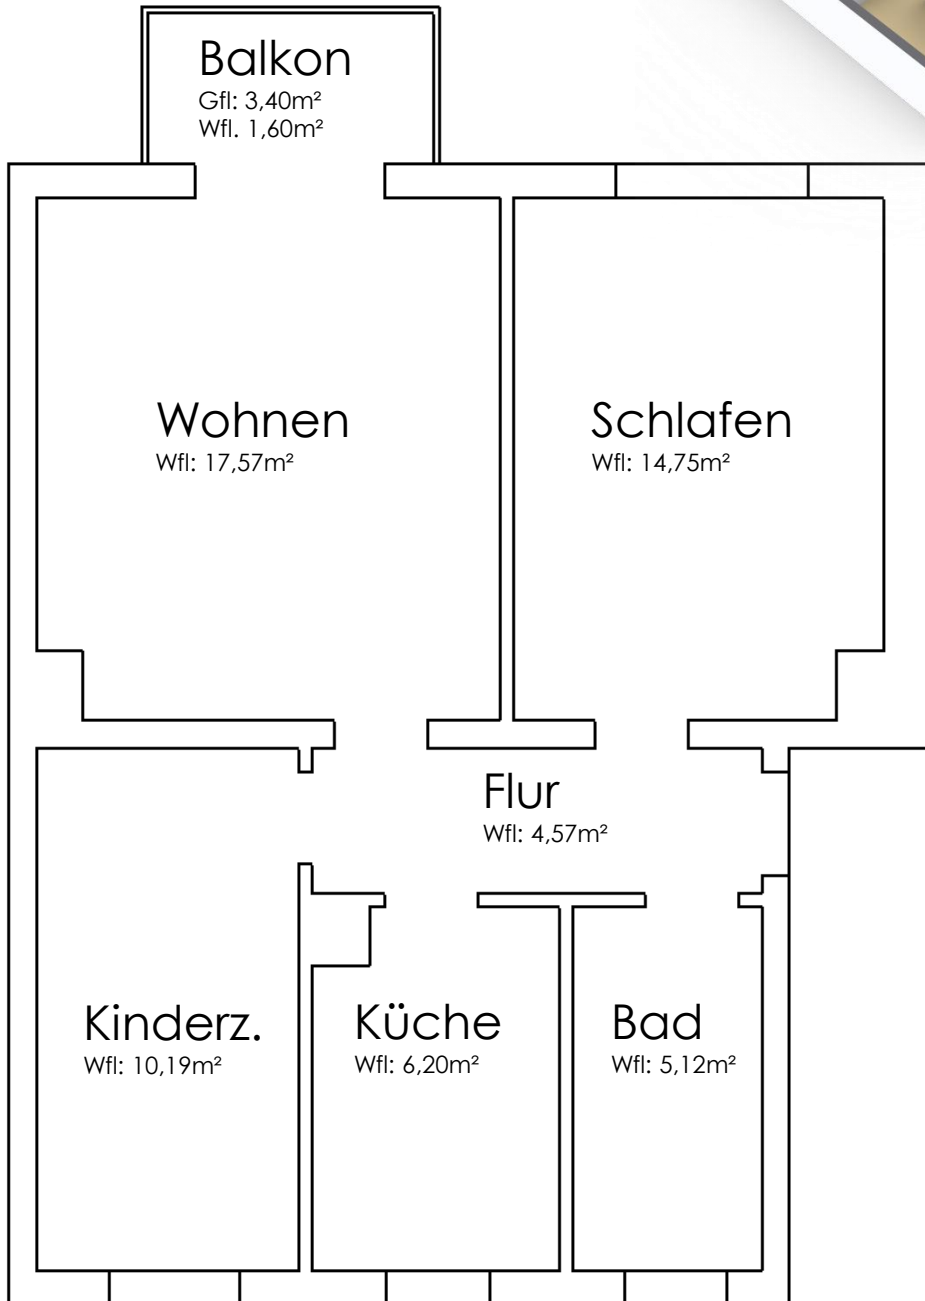 Balkon
Gfl: 3,40m²
Wfl. 1,60m²
Wohnen
Wfl: 17,57m²
Schlafen
Wfl: 14,75m²
Flur
Wfl: 4,57m²
Kinderz.
Wfl: 10,19m²
Küche
Wfl: 6,20m²
Bad
Wfl: 5,12m²